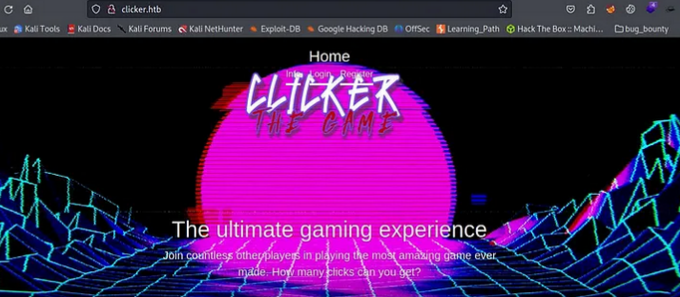 clicker.htb
ux Kali Tools Kali Docs Kali Forums Kali NetHunter Exploit-DB Google Hacking DB OffSec Learning_Path Hack The Box :: Machi... bug_bounty
Home
Info Login Register
CLICKER
THE GAME
The ultimate gaming experience
Join countless other players in playing the most amazing game ever
made. How many clicks can you get?